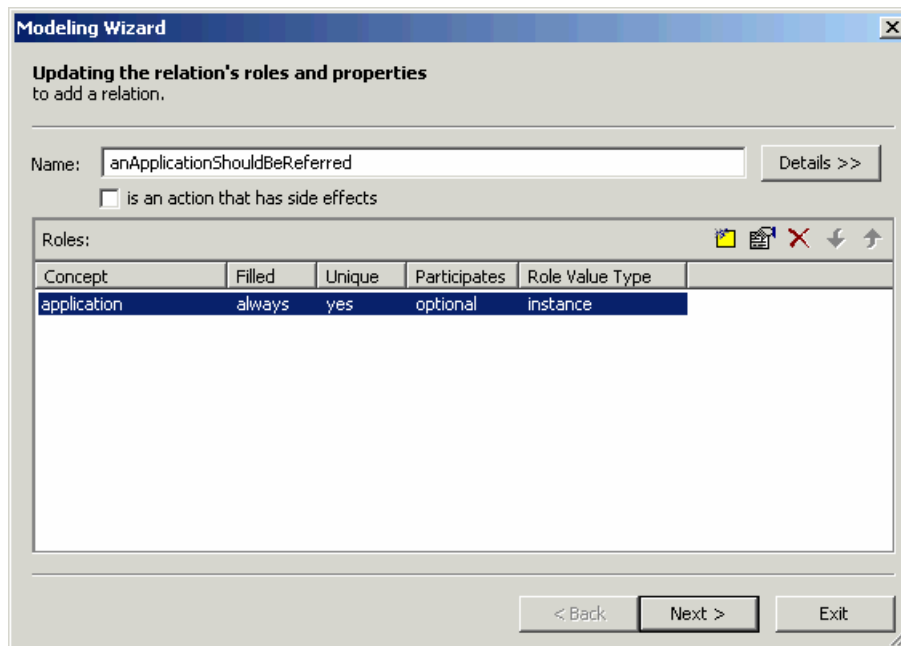 Modeling Wizard
Updating the relation's roles and properties
to add a relation.
Name: anApplicationShouldBeReferred Details >>
is an action that has side effects
Roles:
Concept Filled Unique Participates Role Value Type
application always yes optional instance
< Back Next > Exit